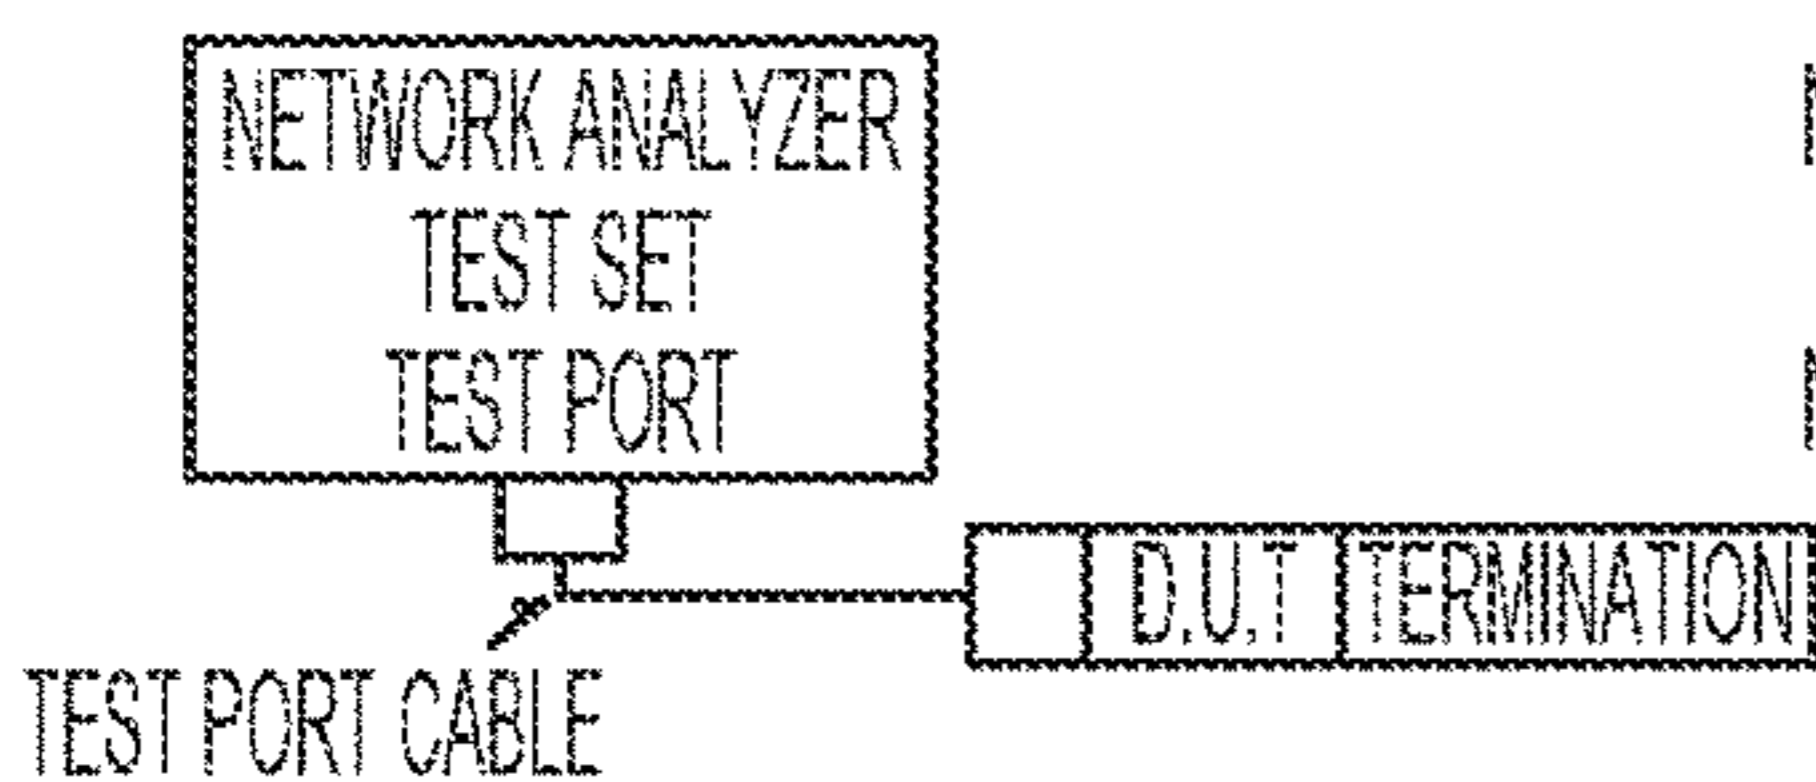 NETWORK ANALYZER
TEST SET
TEST PORT
D.U.T TERMINATION
TEST PORT CABLE